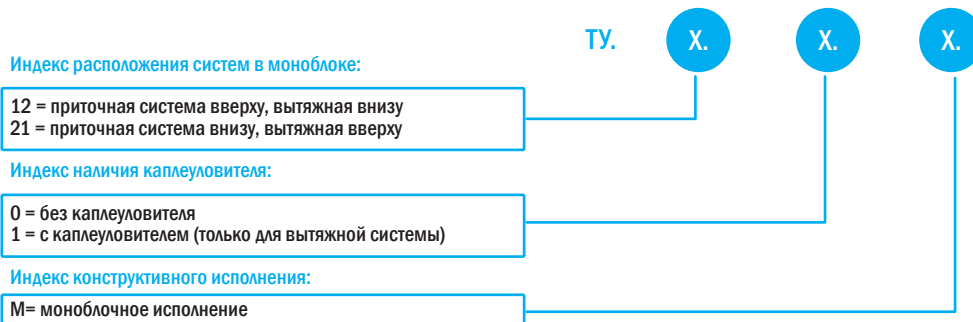 ТУ. X. X. X.
Индекс расположения систем в моноблоке:
12 = приточная система вверху, вытяжная внизу
21 = приточная система внизу, вытяжная вверху
Индекс наличия каплеуловителя:
0 = без каплеуловителя
1 = с каплеуловителем (только для вытяжной системы)
Индекс конструктивного исполнения:
М= моноблочное исполнение